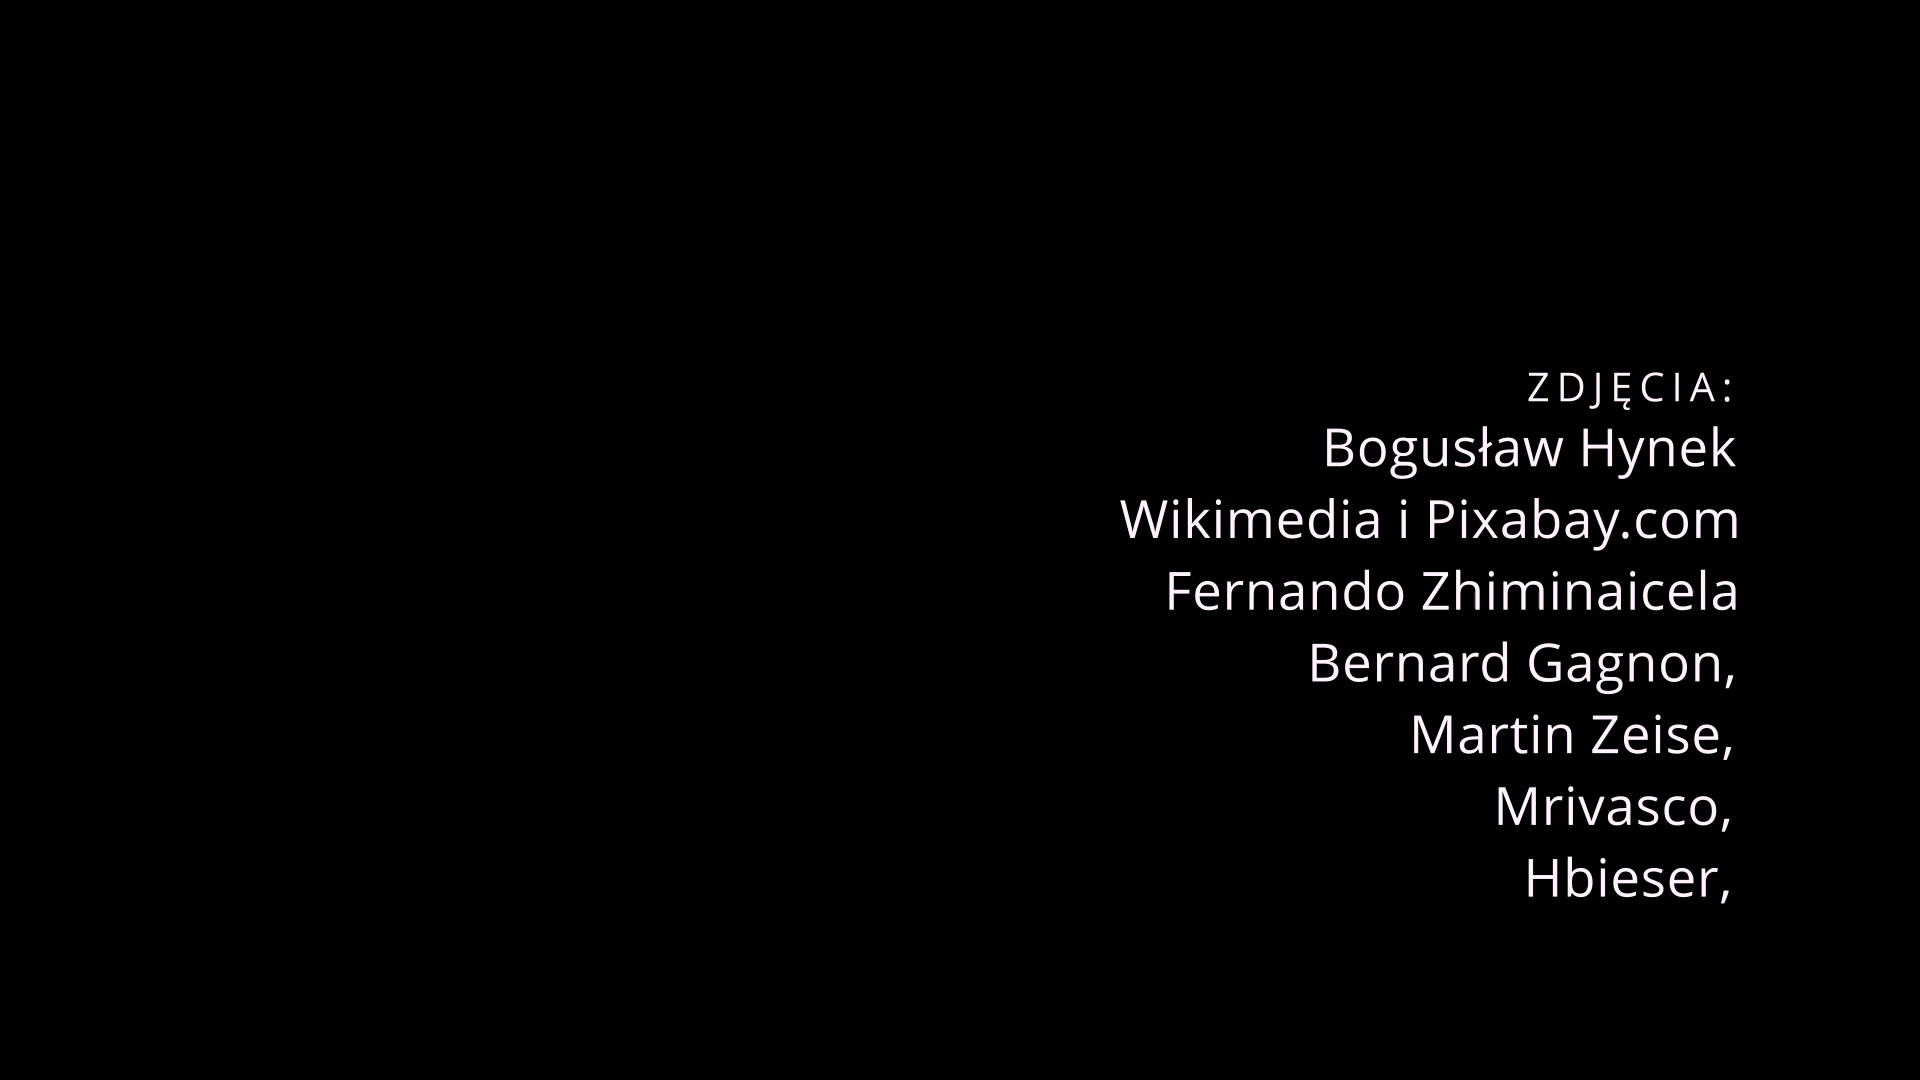 ZDJĘCIA:
Bogusław Hynek
Wikimedia i Pixabay.com
Fernando Zhiminaicela
Bernard Gagnon,
Martin Zeise,
Mrivasco,
Hbieser,